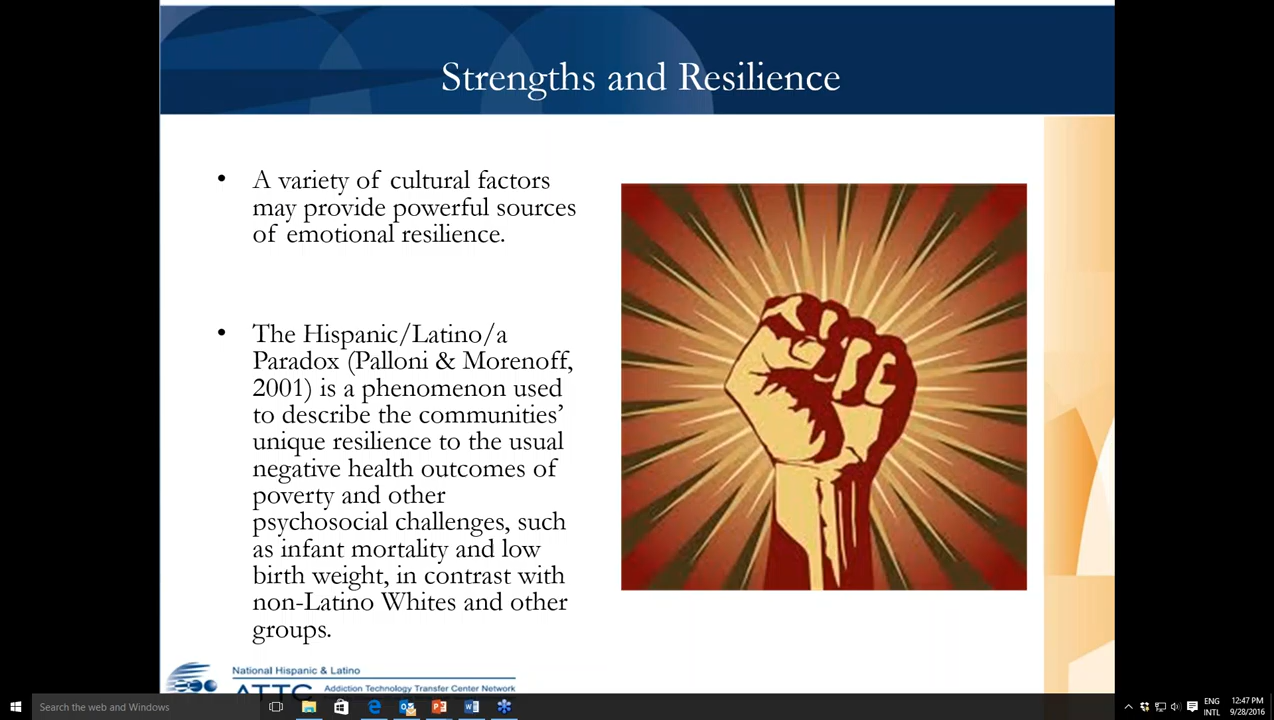 Strengths and Resilience
• A variety of cultural factors
may provide powerful sources
of emotional resilience.
• The Hispanic/Latino/a
Paradox (Palloni & Morenoff,
2001) is a phenomenon used
to describe the communities’
unique resilience to the usual
negative health outcomes of
poverty and other
psychosocial challenges, such
as infant mortality and low
birth weight, in contrast with
non-Latino Whites and other
groups.
National Hispanic & Latino
ATTC Addiction Technology Transfer Center Network
Search the web and Windows
ENG
INTL
12:47 PM
9/28/2016